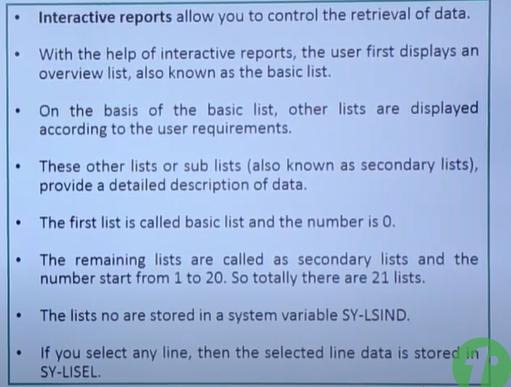 • Interactive reports allow you to control the retrieval of data.
• With the help of interactive reports, the user first displays an
overview list, also known as the basic list.
• On the basis of the basic list, other lists are displayed
according to the user requirements.
• These other lists or sub lists (also known as secondary lists),
provide a detailed description of data.
• The first list is called basic list and the number is 0.
• The remaining lists are called as secondary lists and the
number start from 1 to 20. So totally there are 21 lists.
• The lists no are stored in a system variable SY-LSIND.
• If you select any line, then the selected line data is stored in
SY-LISEL.